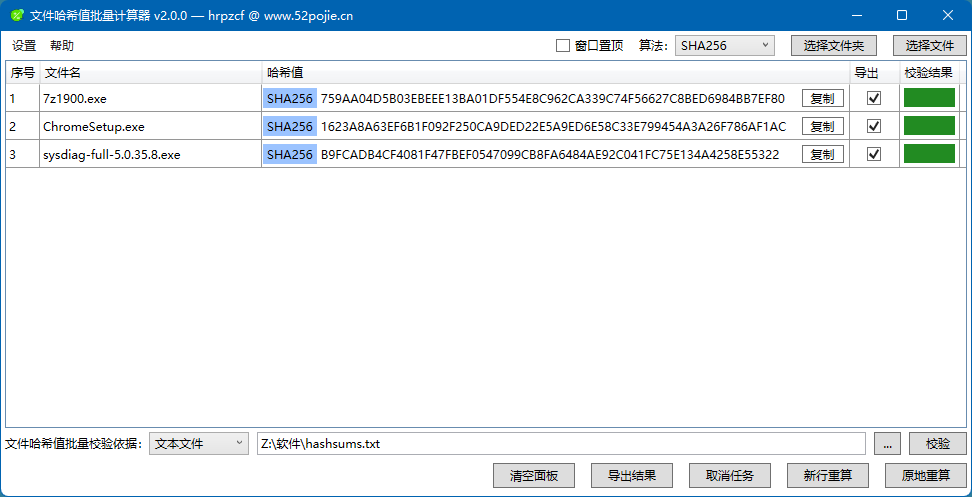 文件哈希值批量计算器 v2.0.0 — hrpzcf @ www.52pojie.cn
设置 帮助 窗口置顶 算法： SHA256 选择文件夹 选择文件
序号 文件名 哈希值 导出 校验结果
1 7z1900.exe SHA256 759AA04D5B03EBEEE13BA01DF554E8C962CA339C74F56627C8BED6984BB7EF80 复制
2 ChromeSetup.exe SHA256 1623A8A63EF6B1F092F250CA9DED22E5A9ED6E58C33E799454A3A26F786AF1AC 复制
3 sysdiag-full-5.0.35.8.exe SHA256 B9FCADB4CF4081F47FBEF0547099CB8FA6484AE92C041FC75E134A4258E55322 复制
文件哈希值批量校验依据： 文本文件 Z:\软件\hashsums.txt ... 校验
清空面板 导出结果 取消任务 新行重算 原地重算